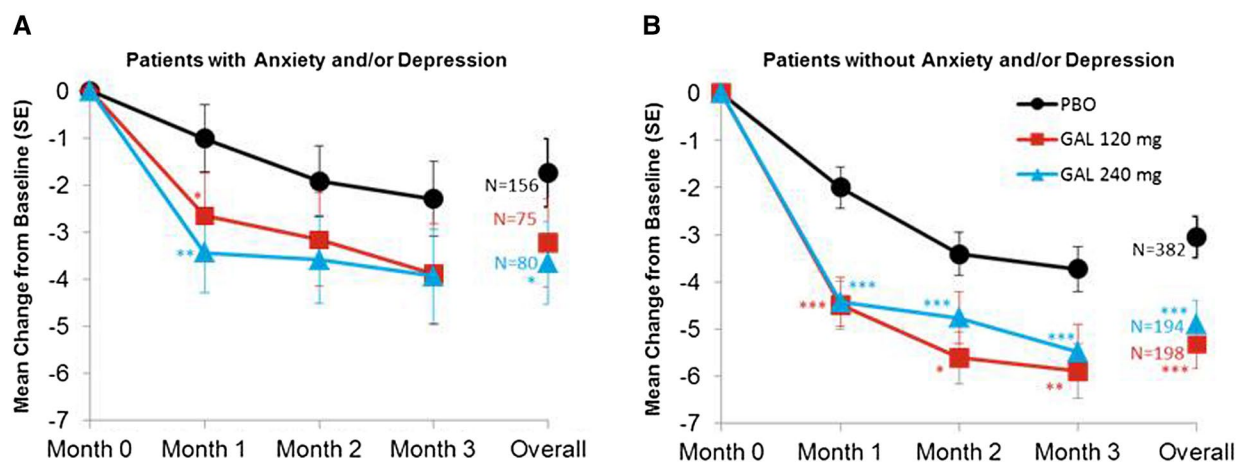 A
Patients with Anxiety and/or Depression
Mean Change from Baseline (SE)
0
-1
-2
-3
-4
-5
-6
-7
*
**
N=156
N=75
N=80
*
Month 0 Month 1 Month 2 Month 3 Overall
B
Patients without Anxiety and/or Depression
Mean Change from Baseline (SE)
0
-1
-2
-3
-4
-5
-6
-7
PBO
GAL 120 mg
GAL 240 mg
***
***
***
*
***
**
N=382
***
N=194
N=198
***
Month 0 Month 1 Month 2 Month 3 Overall